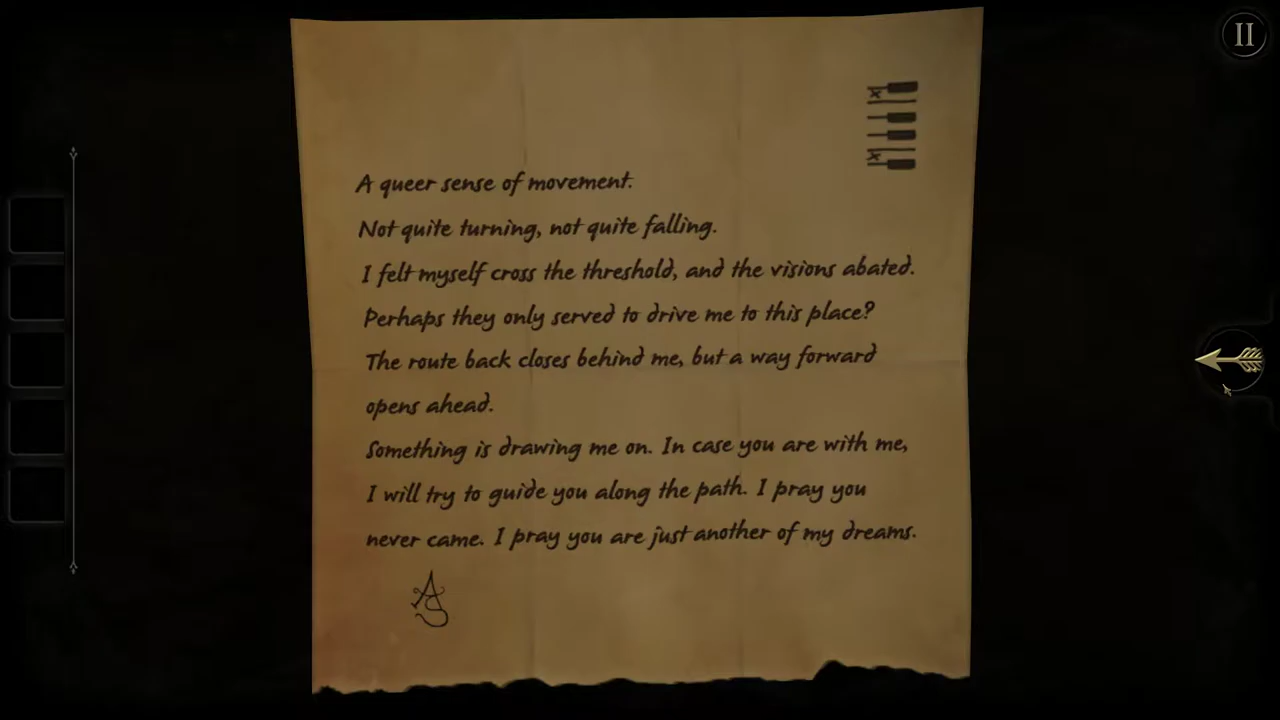 II
A queer sense of movement.
Not quite turning, not quite falling.
I felt myself cross the threshold, and the visions abated.
Perhaps they only served to drive me to this place?
The route back closes behind me, but a way forward
opens ahead.
Something is drawing me on. In case you are with me,
I will try to guide you along the path. I pray you
never came. I pray you are just another of my dreams.
AS